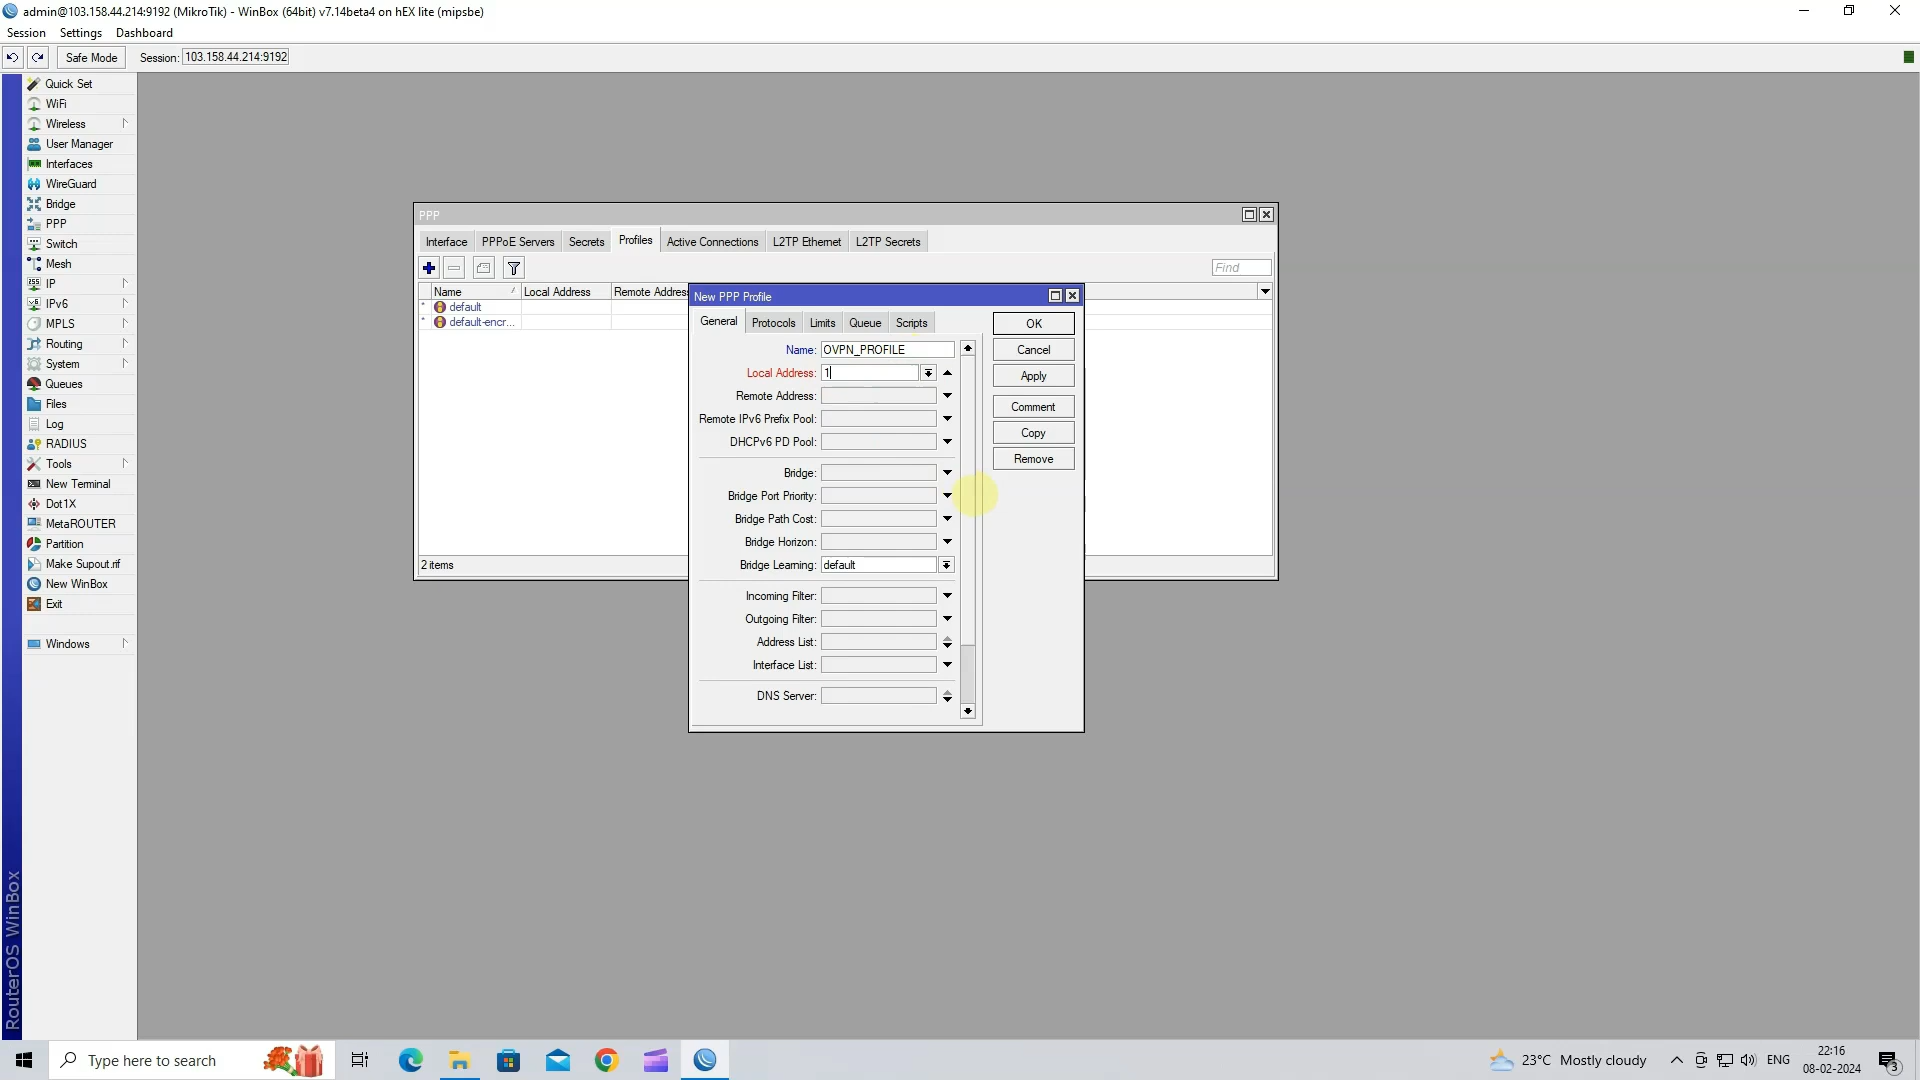 admin@103.158.44.214:9192 (MikroTik) - WinBox (64bit) v7.14beta4 on hEX lite (mipsbe)
Session Settings Dashboard
Safe Mode Session: 103.158.44.214:9192
Quick Set
WiFi
Wireless
User Manager
Interfaces
WireGuard
Bridge
PPP
Switch
Mesh
IP
IPv6
MPLS
Routing
System
Queues
Files
Log
RADIUS
Tools
New Terminal
Dot1X
MetaROUTER
Partition
Make Supout.rif
New WinBox
Exit
Windows
RouterOS WinBox
PPP
Interface PPPoE Servers Secrets Profiles Active Connections L2TP Ethernet L2TP Secrets
Find
Name Local Address Remote Address
* default
* default-encr...
2 items
New PPP Profile
General Protocols Limits Queue Scripts
Name: OVPN_PROFILE
Local Address: 1
Remote Address:
Remote IPv6 Prefix Pool:
DHCPv6 PD Pool:
Bridge:
Bridge Port Priority:
Bridge Path Cost:
Bridge Horizon:
Bridge Learning: default
Incoming Filter:
Outgoing Filter:
Address List:
Interface List:
DNS Server:
OK
Cancel
Apply
Comment
Copy
Remove
Type here to search
23°C Mostly cloudy
ENG
22:16
08-02-2024
3